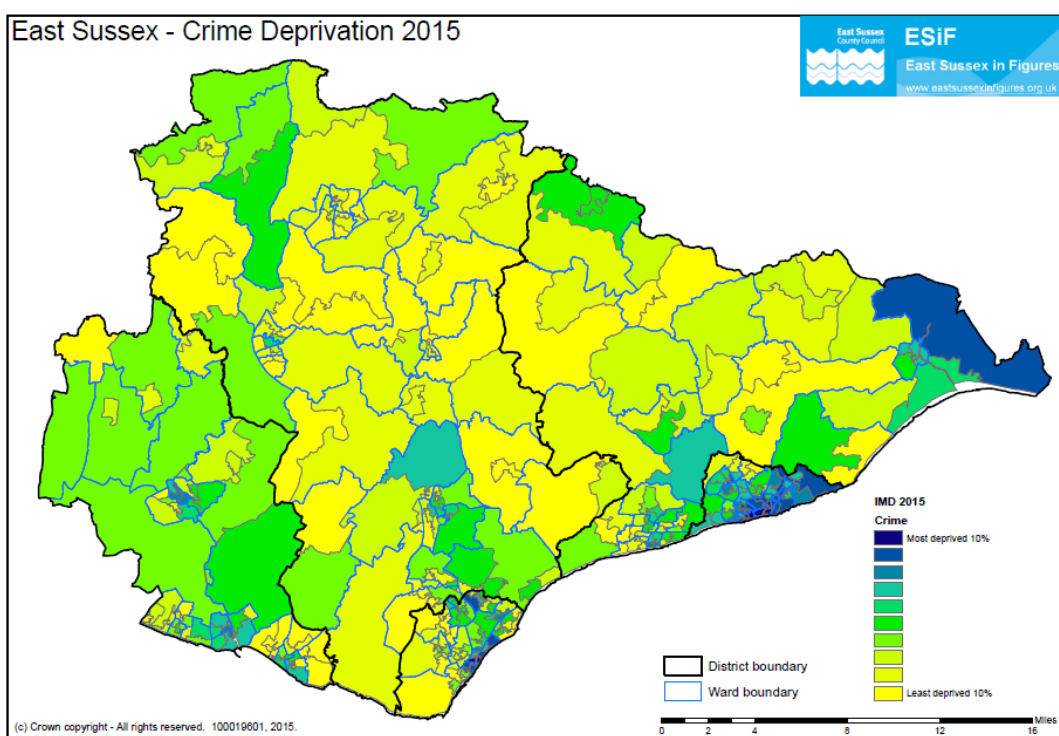 East Sussex - Crime Deprivation 2015
East Sussex
County Council
ESiF
East Sussex in Figures
www.eastsussexinfigures.org.uk
IMD 2015
Crime
Most deprived 10%
Least deprived 10%
District boundary
Ward boundary
Miles
0 2 4 8 12 16
(c) Crown copyright - All rights reserved. 100019601, 2015.